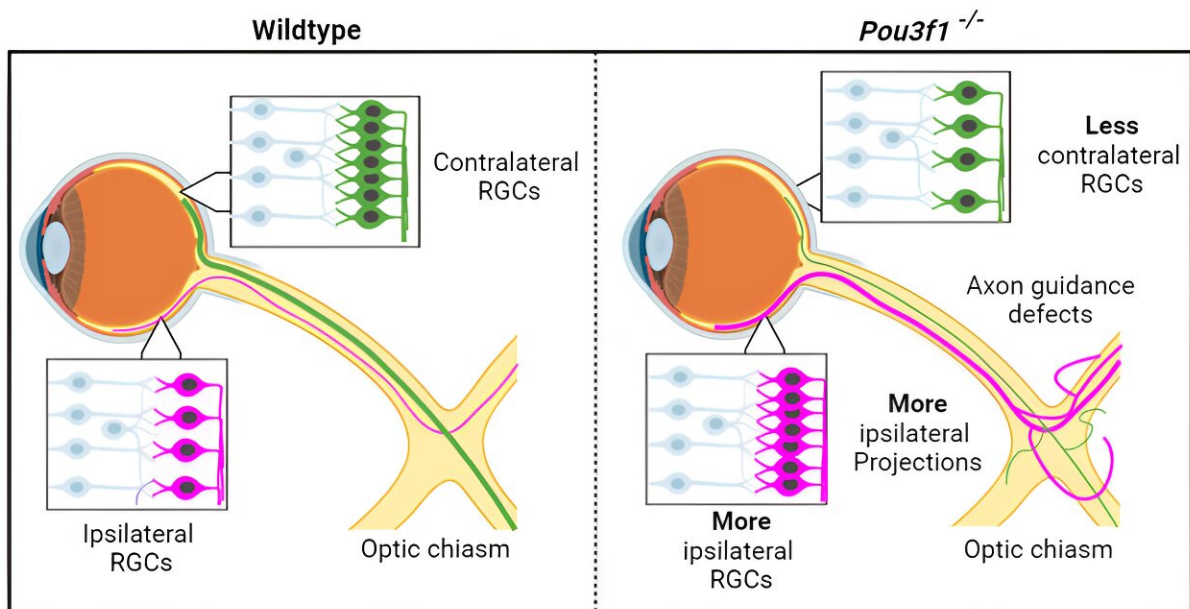 Wildtype
Contralateral
RGCs
Ipsilateral
RGCs
Optic chiasm
Pou3f1 -/-
Less
contralateral
RGCs
Axon guidance
defects
More
ipsilateral
Projections
More
ipsilateral
RGCs
Optic chiasm